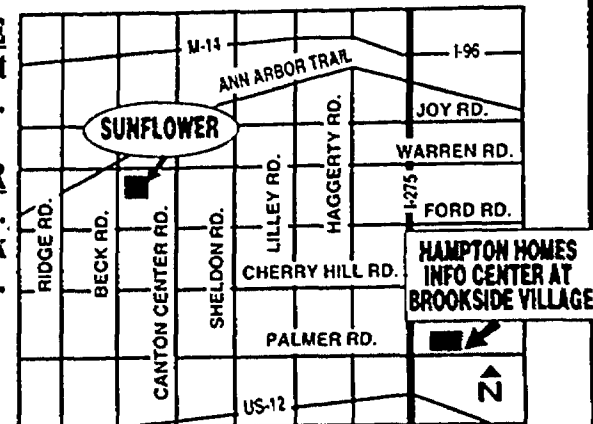 M-14
I-96
ANN ARBOR TRAIL
SUNFLOWER
JOY RD.
WARREN RD.
I-275
FORD RD.
RIDGE RD.
BECK RD.
CANTON CENTER RD.
SHELDON RD.
LILLEY RD.
HAGGERTY RD.
CHERRY HILL RD.
HAMPTON HOMES
INFO CENTER AT
BROOKSIDE VILLAGE
PALMER RD.
N
US-12